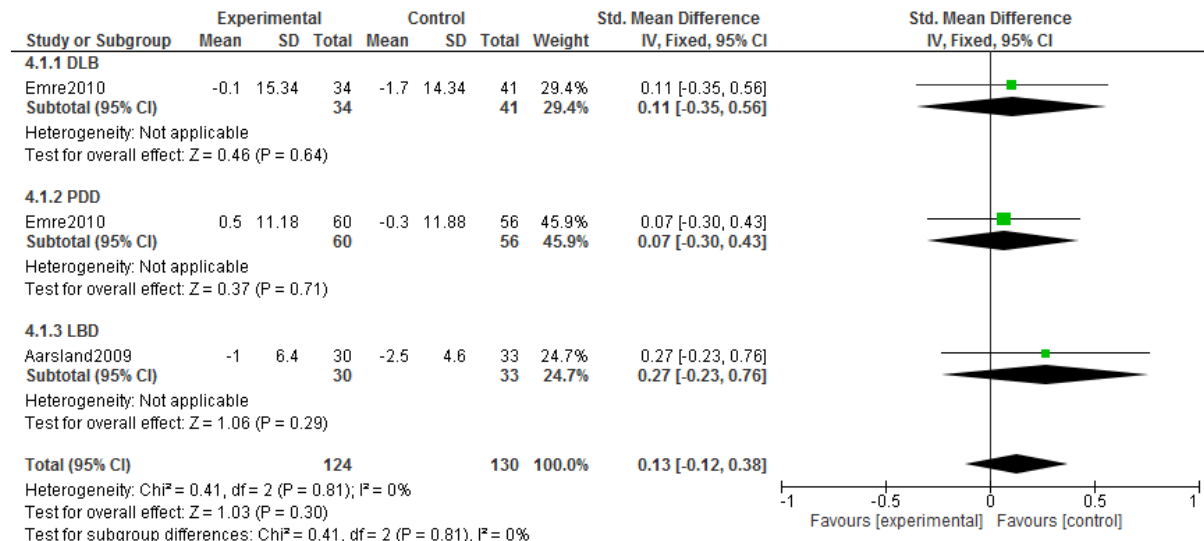 Experimental Control Std. Mean Difference Std. Mean Difference
Study or Subgroup Mean SD Total Mean SD Total Weight IV, Fixed, 95% CI IV, Fixed, 95% CI
4.1.1 DLB
Emre2010 -0.1 15.34 34 -1.7 14.34 41 29.4% 0.11 [-0.35, 0.56]
Subtotal (95% CI) 34 41 29.4% 0.11 [-0.35, 0.56]
Heterogeneity: Not applicable
Test for overall effect: Z = 0.46 (P = 0.64)
4.1.2 PDD
Emre2010 0.5 11.18 60 -0.3 11.88 56 45.9% 0.07 [-0.30, 0.43]
Subtotal (95% CI) 60 56 45.9% 0.07 [-0.30, 0.43]
Heterogeneity: Not applicable
Test for overall effect: Z = 0.37 (P = 0.71)
4.1.3 LBD
Aarsland2009 -1 6.4 30 -2.5 4.6 33 24.7% 0.27 [-0.23, 0.76]
Subtotal (95% CI) 30 33 24.7% 0.27 [-0.23, 0.76]
Heterogeneity: Not applicable
Test for overall effect: Z = 1.06 (P = 0.29)
Total (95% CI) 124 130 100.0% 0.13 [-0.12, 0.38]
Heterogeneity: Chi² = 0.41, df = 2 (P = 0.81); I² = 0%
Test for overall effect: Z = 1.03 (P = 0.30)
Test for subgroup differences: Chi² = 0.41, df = 2 (P = 0.81), I² = 0%
-1 -0.5 0 0.5 1
Favours [experimental] Favours [control]